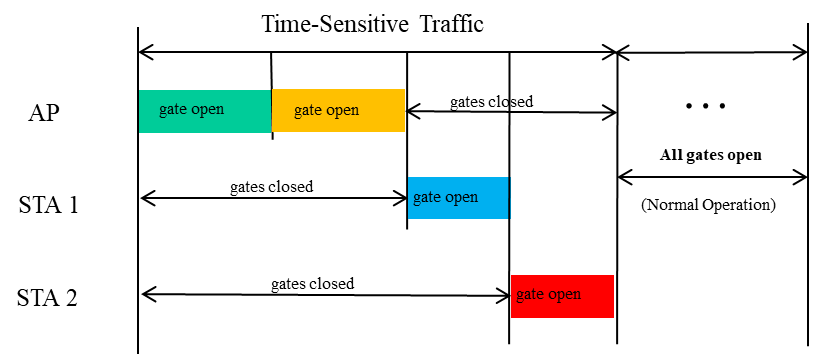 Time-Sensitive Traffic
AP
gate open
gate open
gates closed
. . .
All gates open
STA 1
gates closed
gate open
(Normal Operation)
STA 2
gates closed
gate open